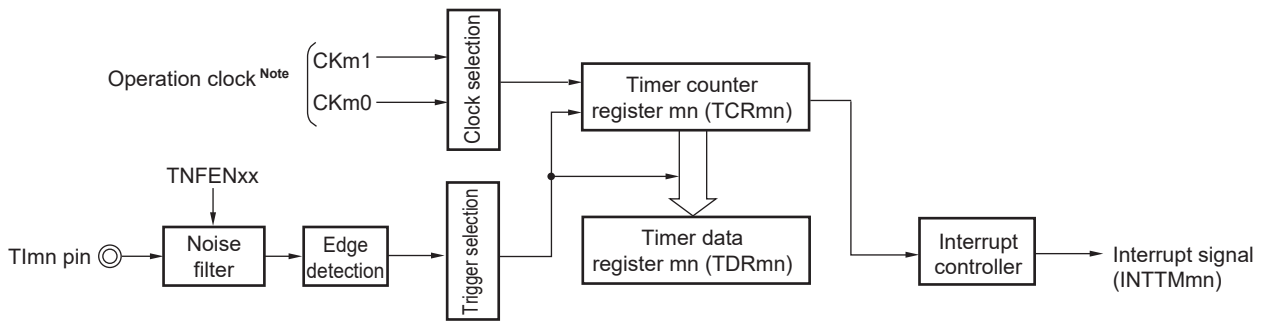 Operation clock Note
CKm1
CKm0
Clock selection
Timer counter
register mn (TCRmn)
TNFENxx
TImn pin
Noise
filter
Edge
detection
Trigger selection
Timer data
register mn (TDRmn)
Interrupt
controller
Interrupt signal
(INTTMmn)